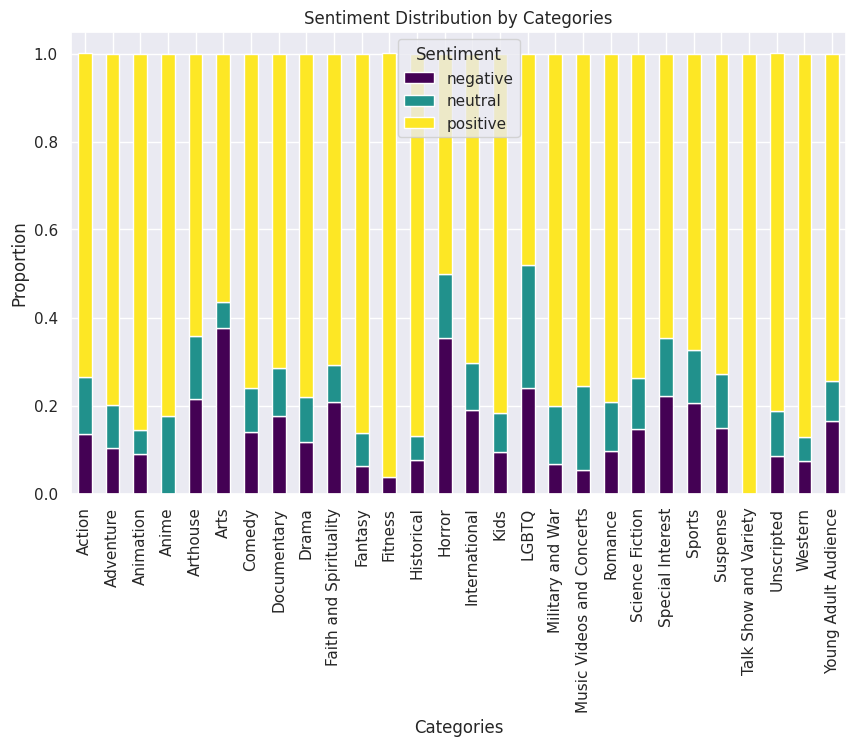 Sentiment Distribution by Categories
Sentiment
negative
neutral
positive
Proportion
1.0
0.8
0.6
0.4
0.2
0.0
Action
Adventure
Animation
Anime
Arthouse
Arts
Comedy
Documentary
Drama
Faith and Spirituality
Fantasy
Fitness
Historical
Horror
International
Kids
LGBTQ
Military and War
Music Videos and Concerts
Romance
Science Fiction
Special Interest
Sports
Suspense
Talk Show and Variety
Unscripted
Western
Young Adult Audience
Categories